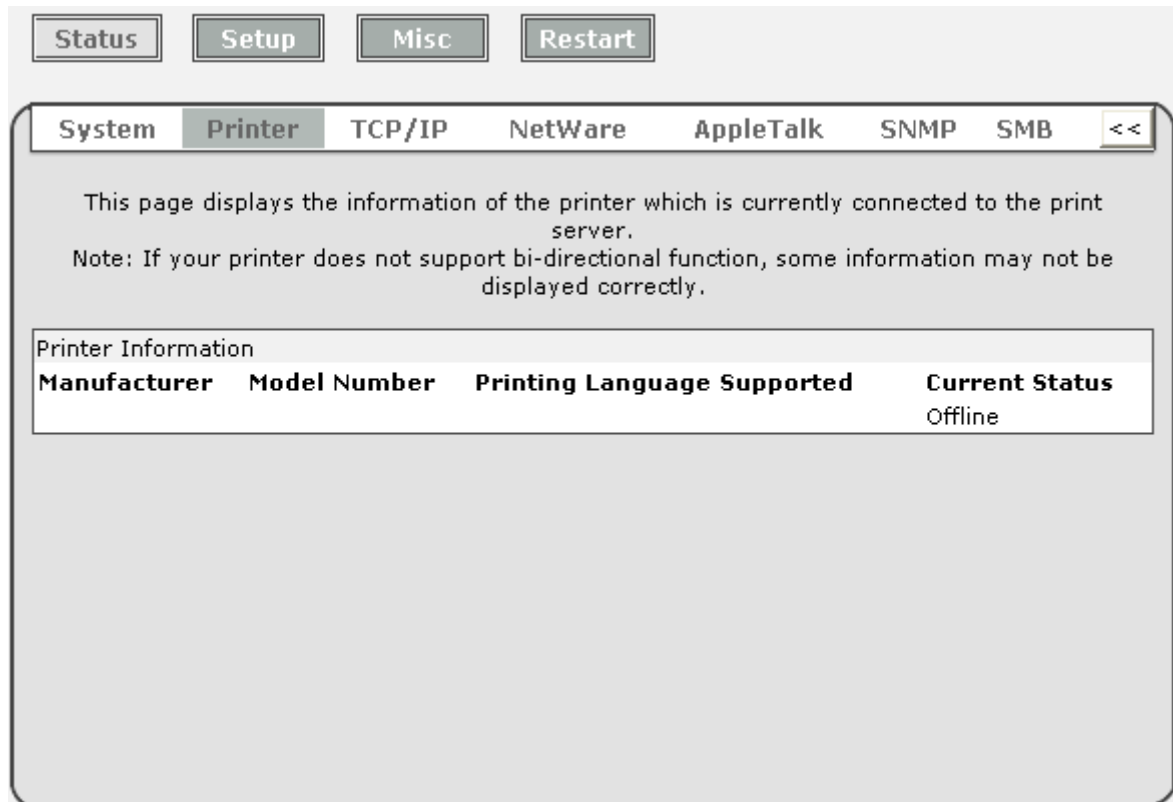 Status Setup Misc Restart
System Printer TCP/IP NetWare AppleTalk SNMP SMB <<
This page displays the information of the printer which is currently connected to the print
server.
Note: If your printer does not support bi-directional function, some information may not be
displayed correctly.
Printer Information
Manufacturer Model Number Printing Language Supported Current Status
Offline